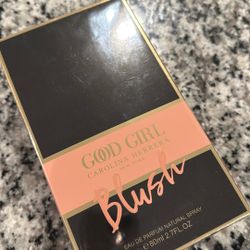 GOOD GIRL
CAROLINA HERRERA
NEW YORK
Blush
EAU DE PARFUM NATURAL SPRAY
80ml 2.7FL.OZ